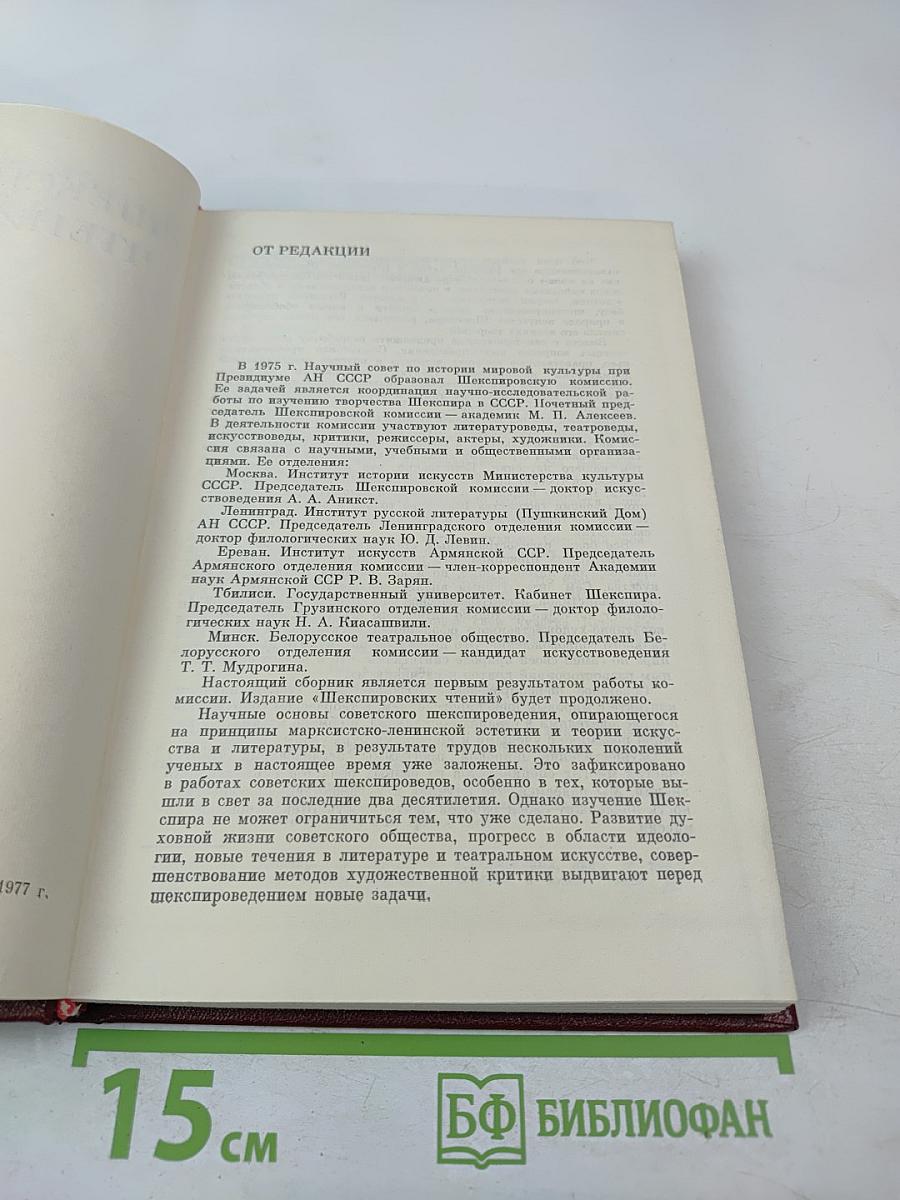 ОТ РЕДАКЦИИ
В 1975 г. Научный совет по истории мировой культуры при
Президиуме АН СССР образовал Шекспировскую комиссию.
Ее задачей является координация научно-исследовательской ра-
боты по изучению творчества Шекспира в СССР. Почетный пред-
седатель Шекспировской комиссии — академик М. П. Алексеев.
В деятельности комиссии участвуют литературоведы, театроведы,
искусствоведы, критики, режиссеры, актеры, художники. Комис-
сия связана с научными, учебными и общественными организа-
циями. Ее отделения:
Москва. Институт истории искусств Министерства культуры
СССР. Председатель Шекспировской комиссии — доктор искус-
ствоведения А. А. Аникст.
Ленинград. Институт русской литературы (Пушкинский Дом)
АН СССР. Председатель Ленинградского отделения комиссии —
доктор филологических наук Ю. Д. Левин.
Ереван. Институт искусств Армянской ССР. Председатель
Армянского отделения комиссии — член-корреспондент Академии
наук Армянской ССР Р. В. Зарян.
Тбилиси. Государственный университет. Кабинет Шекспира.
Председатель Грузинского отделения комиссии — доктор филоло-
гических наук Н. А. Киасашвили.
Минск. Белорусское театральное общество. Председатель Бе-
лорусского отделения комиссии — кандидат искусствоведения
Т. Т. Мудрогина.
Настоящий сборник является первым результатом работы ко-
миссии. Издание «Шекспировских чтений» будет продолжено.
Научные основы советского шекспироведения, опирающегося
на принципы марксистско-ленинской эстетики и теории искус-
ства и литературы, в результате трудов нескольких поколений
ученых в настоящее время уже заложены. Это зафиксировано
в работах советских шекспироведов, особенно в тех, которые вы-
шли в свет за последние два десятилетия. Однако изучение Шек-
спира не может ограничиться тем, что уже сделано. Развитие ду-
ховной жизни советского общества, прогресс в области идеоло-
гии, новые течения в литературе и театральном искусстве, совер-
шенствование методов художественной критики выдвигают перед
шекспироведением новые задачи.
1977 г.
15 см
БФ БИБЛИОФАН